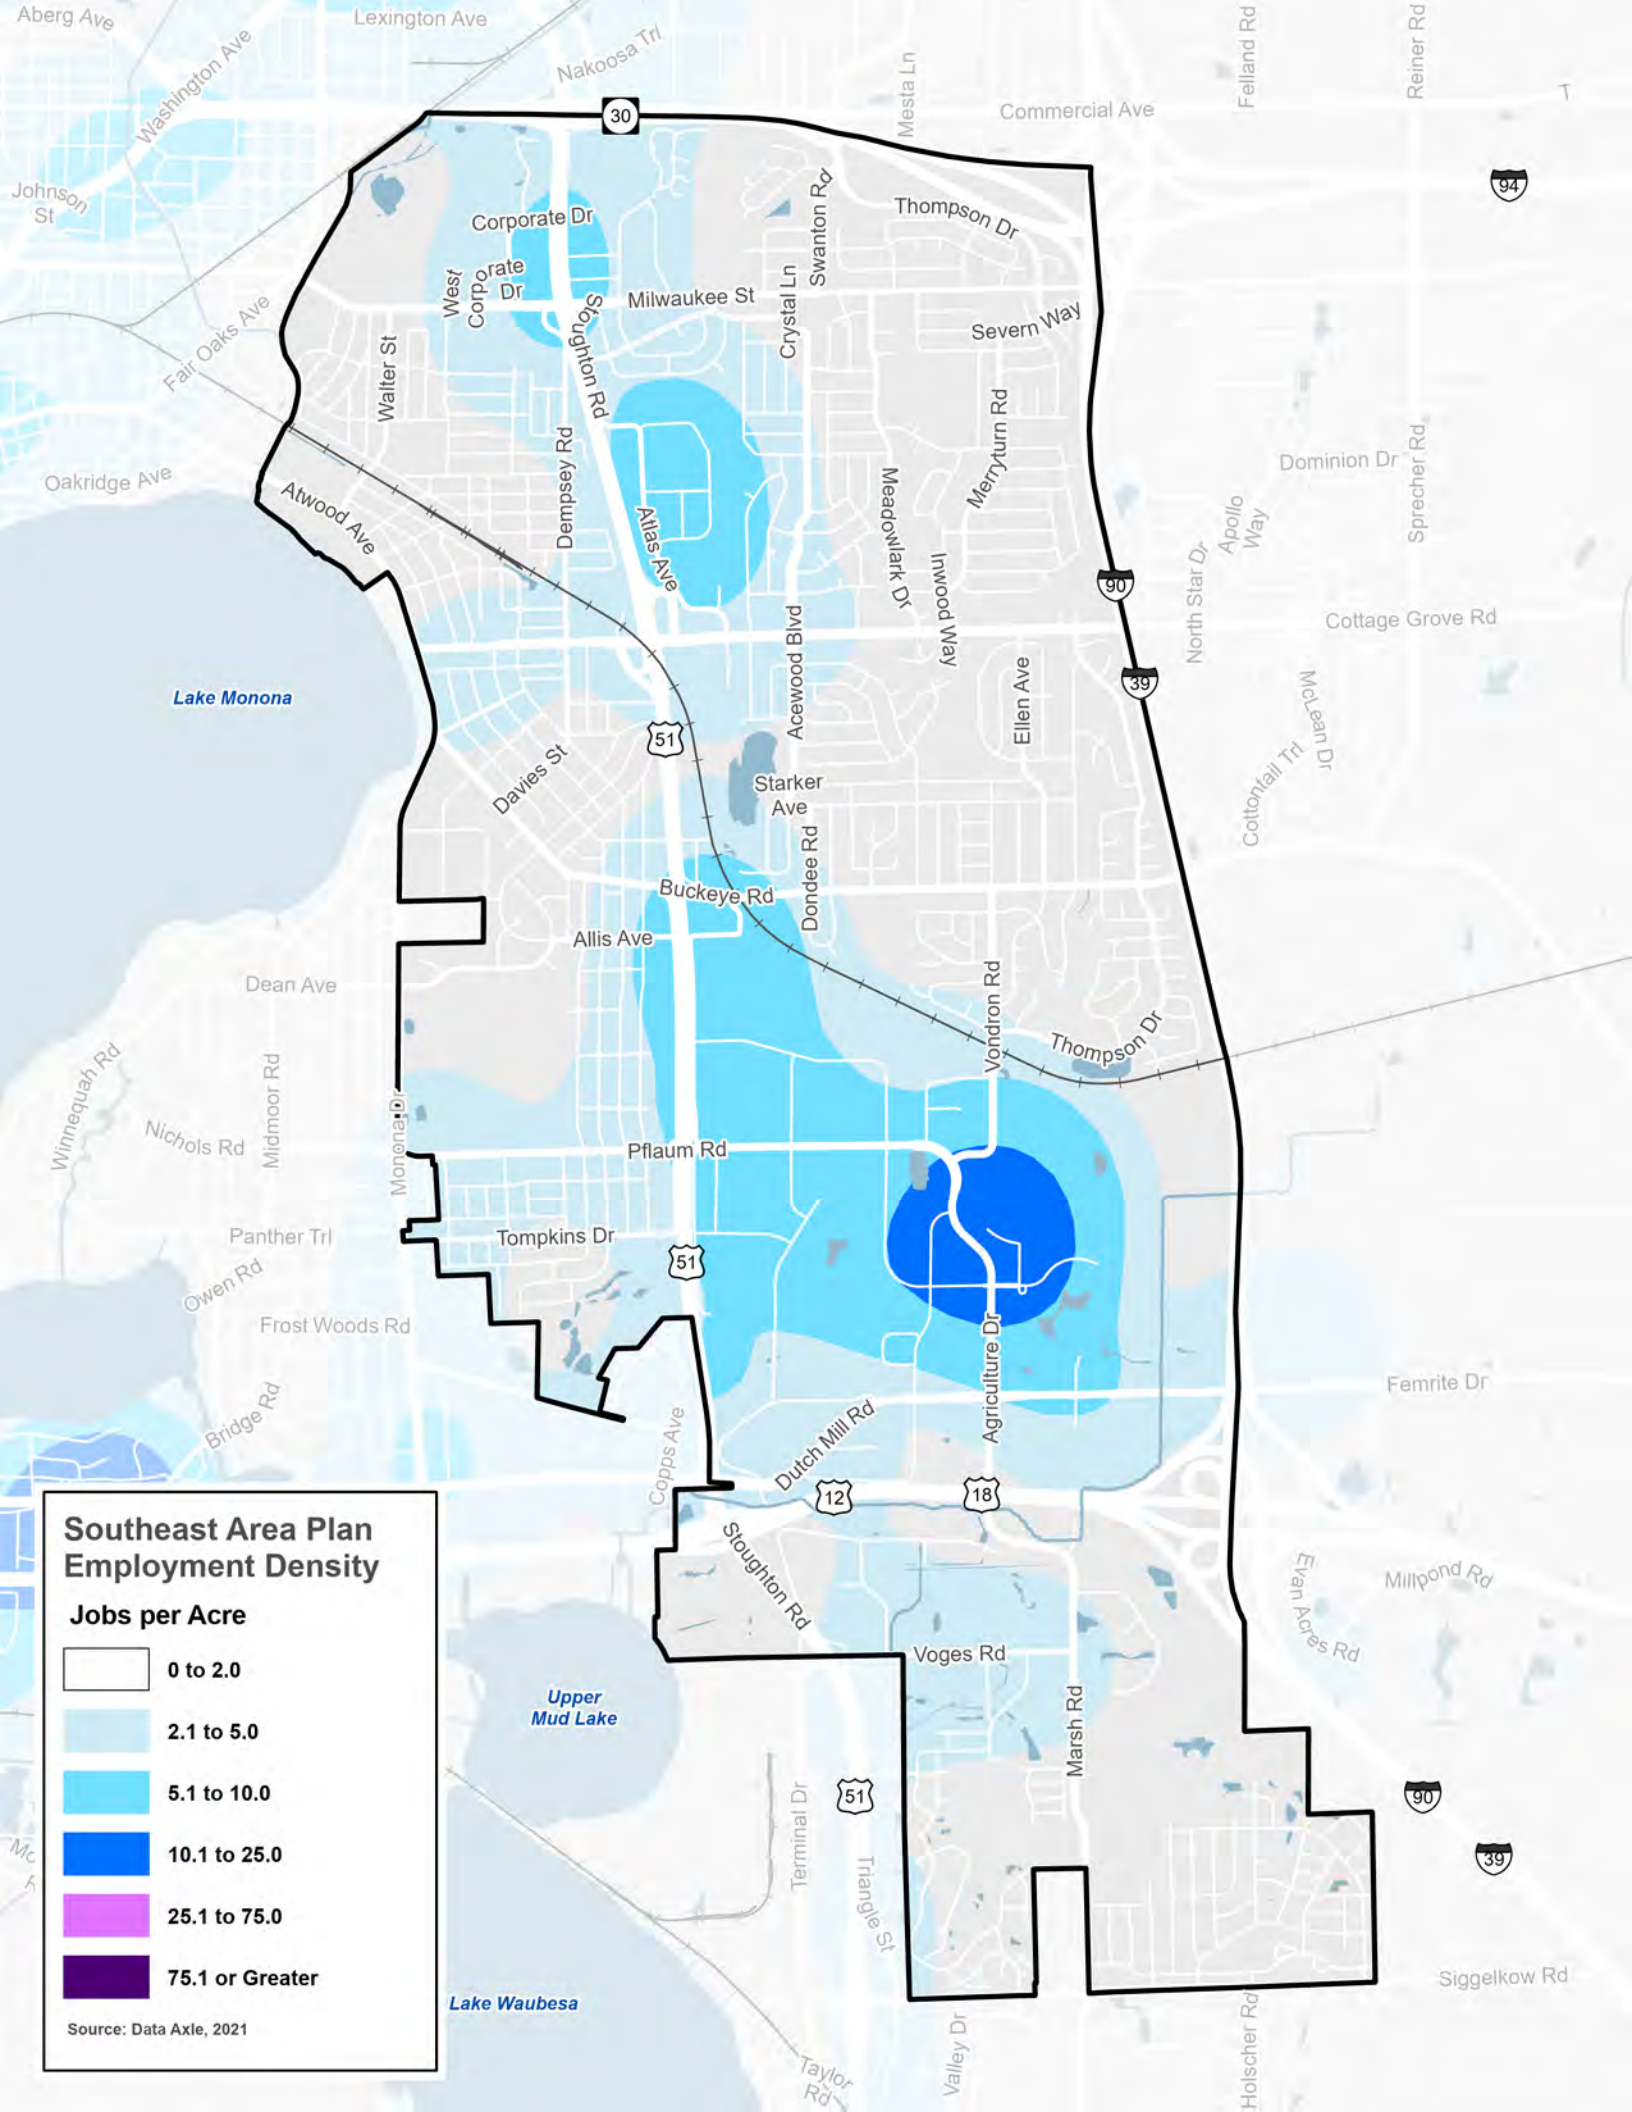 Aberg Ave
Lexington Ave
Washington Ave
Nakoosa Trl
Mesta Ln
Felland Rd
Reiner Rd
Commercial Ave
T
30
94
Johnson
St
Corporate Dr
Swanton Rd
Thompson Dr
West
Corporate
Dr
Stoughton Rd
Milwaukee St
Crystal Ln
Severn Way
Fair Oaks Ave
Walter St
Dempsey Rd
Merryturn Rd
Oakridge Ave
Atwood Ave
Atlas Ave
Meadowlark Dr
Inwood Way
Dominion Dr
Sprecher Rd
Apollo
Way
North Star Dr
90
Cottage Grove Rd
Acewood Blvd
Ellen Ave
39
Lake Monona
McLean Dr
51
Davies St
Starker
Ave
Cottontail Trl
Dondee Rd
Buckeye Rd
Allis Ave
Dean Ave
Vondron Rd
Thompson Dr
Winnequah Rd
Midmoor Rd
Monona Dr
Nichols Rd
Pflaum Rd
Panther Trl
Tompkins Dr
51
Owen Rd
Frost Woods Rd
Agriculture Dr
Femrite Dr
Bridge Rd
Copps Ave
Dutch Mill Rd
12
18
Stoughton Rd
Evan Acres Rd
Millpond Rd
Voges Rd
Marsh Rd
Upper
Mud Lake
51
Terminal Dr
Triangle St
90
39
Siggelkow Rd
Lake Waubesa
Valley Dr
Holscher Rd
Taylor
Rd
Southeast Area Plan
Employment Density
Jobs per Acre
0 to 2.0
2.1 to 5.0
5.1 to 10.0
10.1 to 25.0
25.1 to 75.0
75.1 or Greater
Source: Data Axle, 2021